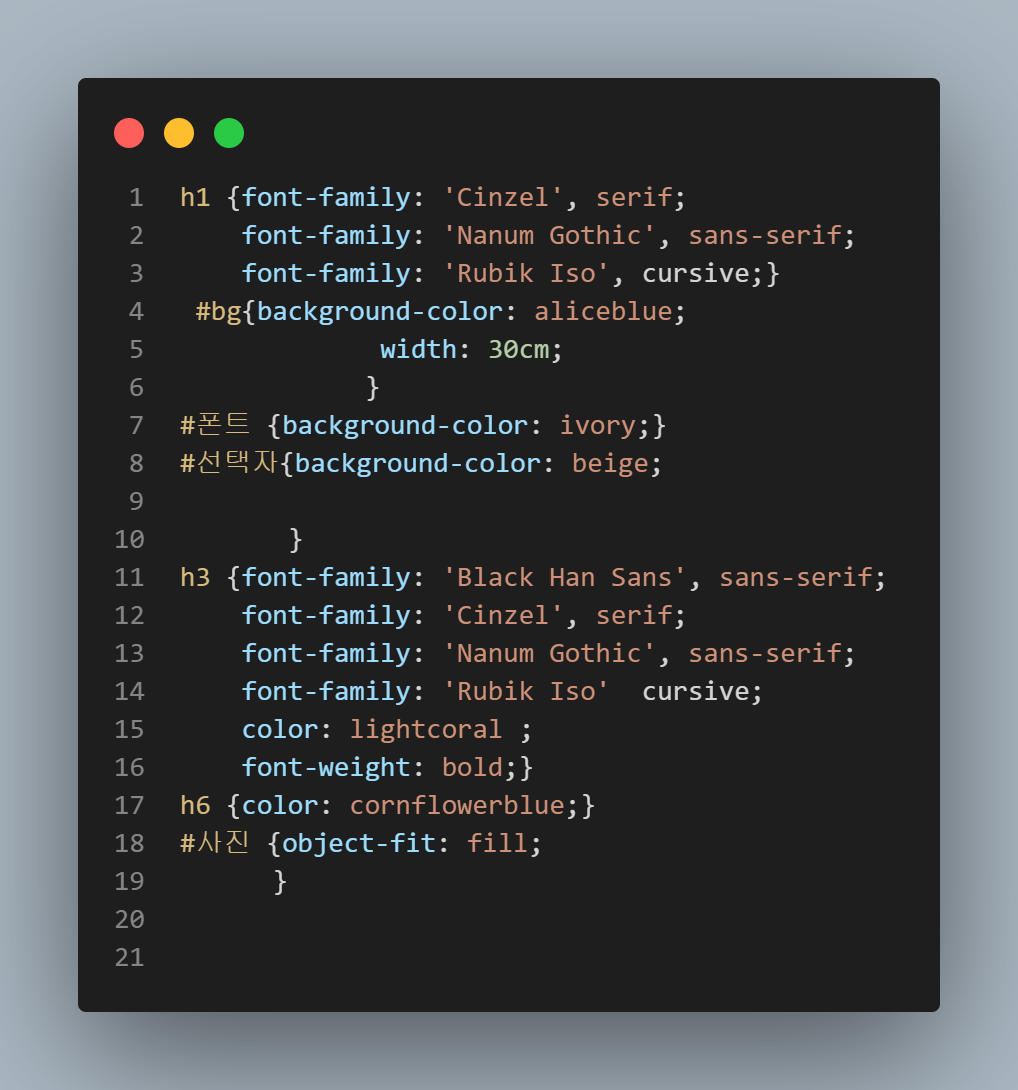 1 h1 {font-family: 'Cinzel', serif;
2 font-family: 'Nanum Gothic', sans-serif;
3 font-family: 'Rubik Iso', cursive;}
4 #bg{background-color: aliceblue;
5 width: 30cm;
6 }
7 #폰트 {background-color: ivory;}
8 #선택자{background-color: beige;
9
10 }
11 h3 {font-family: 'Black Han Sans', sans-serif;
12 font-family: 'Cinzel', serif;
13 font-family: 'Nanum Gothic', sans-serif;
14 font-family: 'Rubik Iso'  cursive;
15 color: lightcoral ;
16 font-weight: bold;}
17 h6 {color: cornflowerblue;}
18 #사진 {object-fit: fill;
19 }
20
21